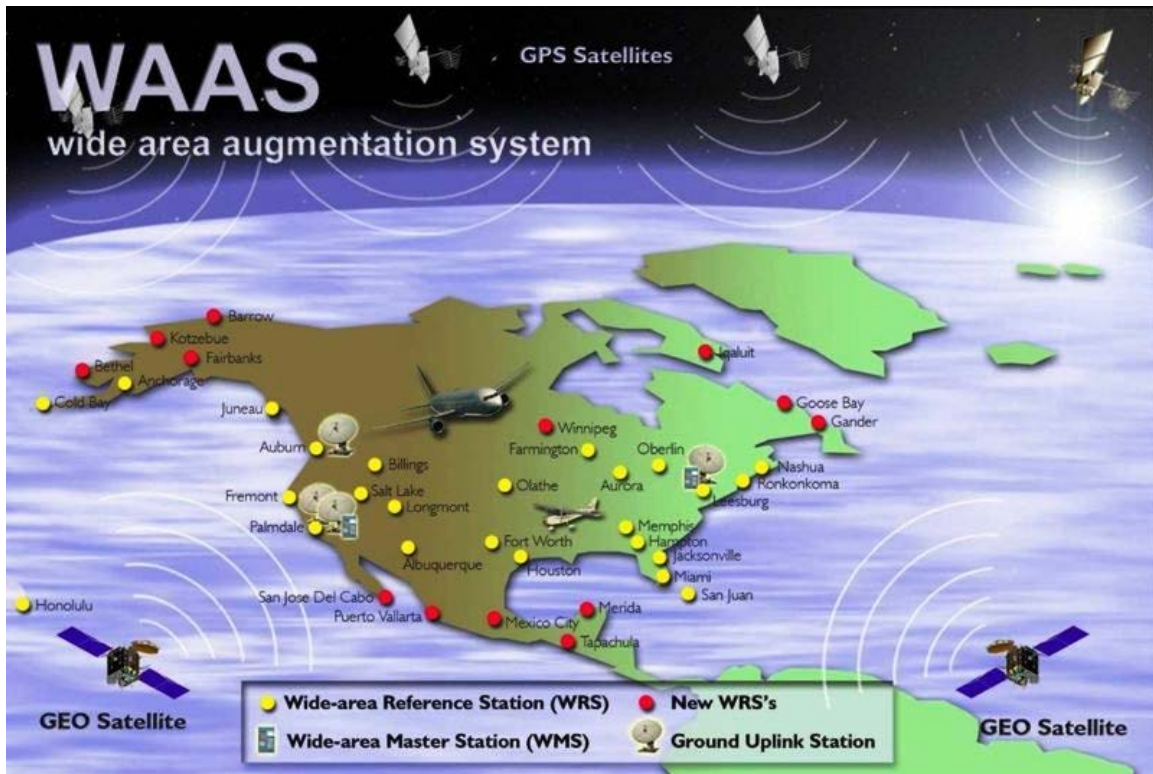 WAAS
wide area augmentation system
GPS Satellites
Barrow
Kotzebue
Fairbanks
Bethel
Anchorage
Cold Bay
Juneau
Iqaluit
Goose Bay
Gander
Winnipeg
Auburn
Farmington
Oberlin
Billings
Aurora
Nashua
Ronkonkoma
Leesburg
Fremont
Salt Lake
Olathe
Longmont
Palmdale
Memphis
Hampton
Fort Worth
Albuquerque
Houston
Jacksonville
Miami
San Juan
Honolulu
San Jose Del Cabo
Puerto Vallarta
Mexico City
Merida
Tapachula
GEO Satellite
GEO Satellite
Wide-area Reference Station (WRS)
New WRS's
Wide-area Master Station (WMS)
Ground Uplink Station